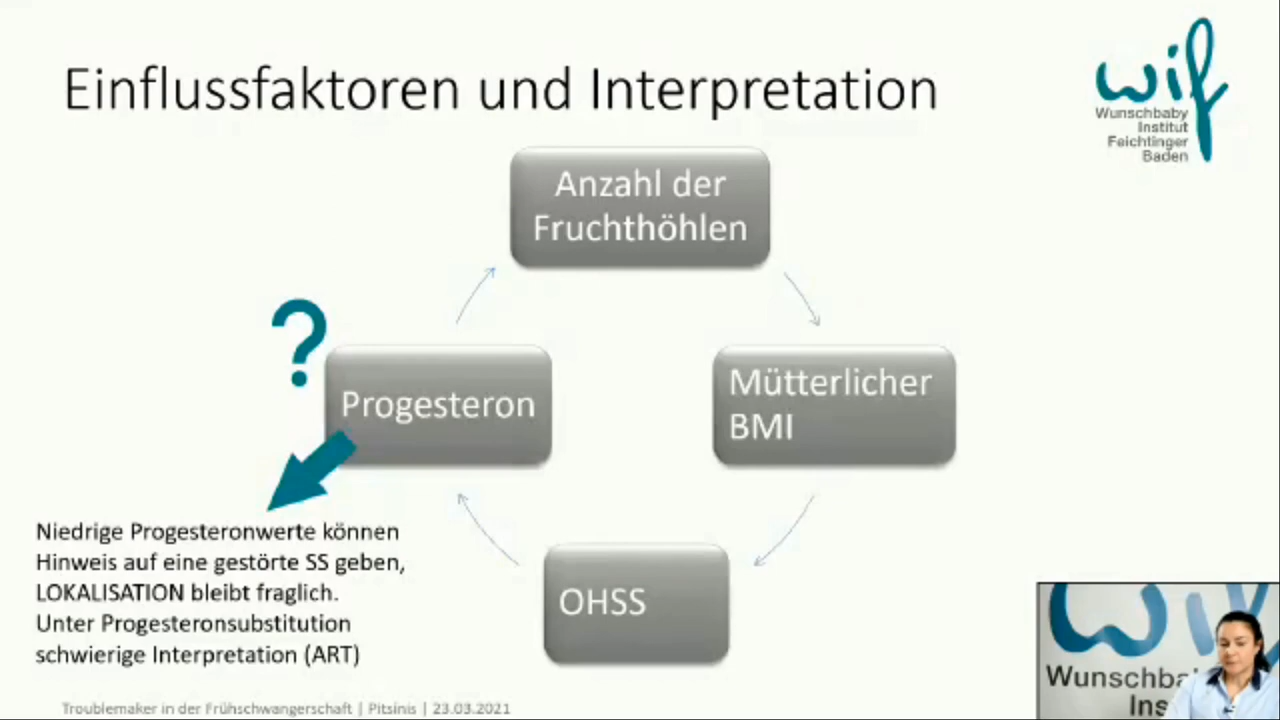 Einflussfaktoren und Interpretation
wif
Wunschbaby
Institut
Feichtinger
Baden
Anzahl der
Fruchthöhlen
?
Progesteron
Mütterlicher
BMI
OHSS
Niedrige Progesteronwerte können
Hinweis auf eine gestörte SS geben,
LOKALISATION bleibt fraglich.
Unter Progesteronsubstitution
schwierige Interpretation (ART)
Troublemaker in der Frühschwangerschaft | Pitsinis | 23.03.2021
wif
Wunschba
Ins